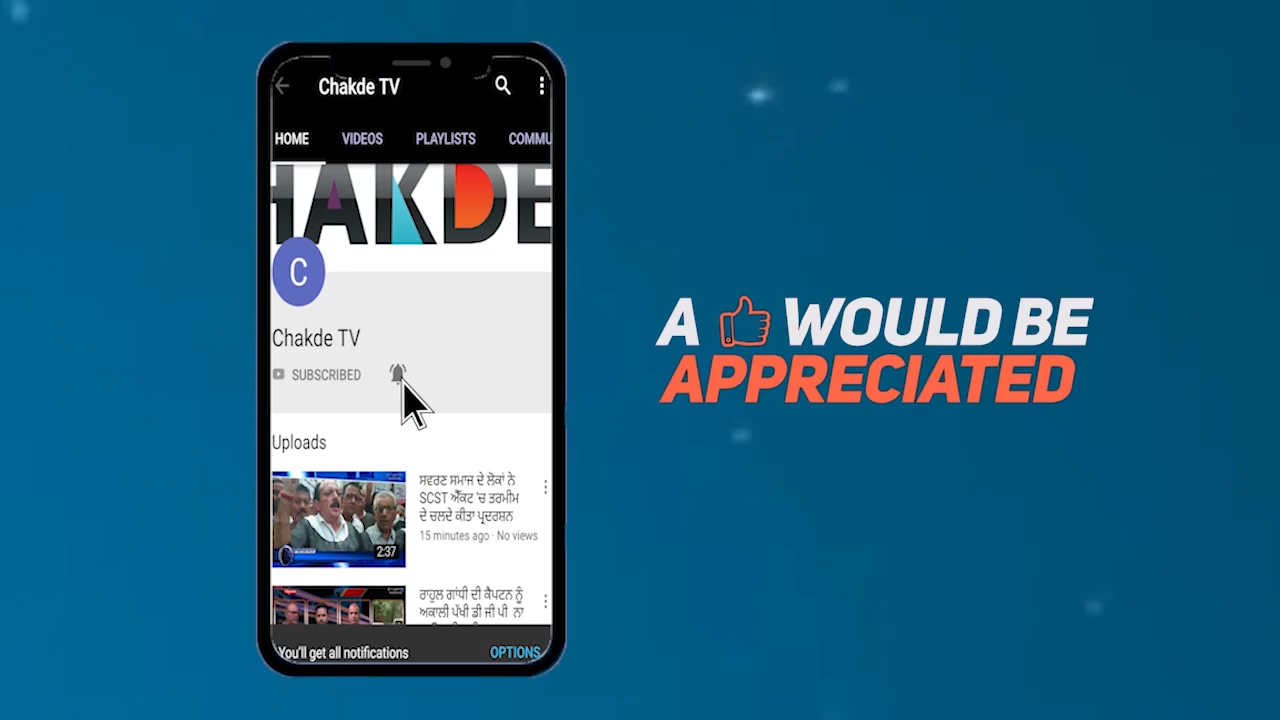 Chakde TV
HOME VIDEOS PLAYLISTS COMMU
HAKDE
C
Chakde TV
SUBSCRIBED
Uploads
ਸਵਰਣ ਸਮਾਜ ਦੇ ਲੋਕਾਂ ਨੇ
SCST ਐਕਟ 'ਚ ਤਰਮੀਮ
ਦੇ ਚਲਦੇ ਕੀਤਾ ਪ੍ਰਦਰਸ਼ਨ
15 minutes ago · No views
2:37
ਰਾਹੁਲ ਗਾਂਧੀ ਦੀ ਕੈਪਟਨ ਨੂੰ
ਅਕਾਲੀ ਪੱਖੀ ਡੀ ਜੀ ਪੀ ਨਾ
You'll get all notifications OPTIONS
A WOULD BE
APPRECIATED